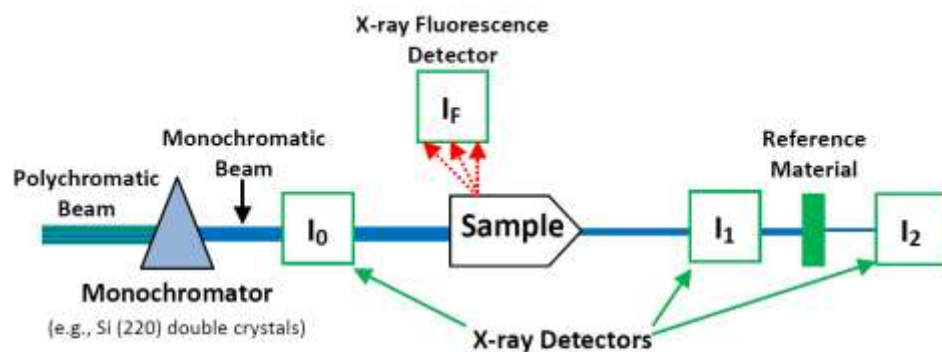 X-ray Fluorescence
Detector
I_F
Monochromatic
Beam
Reference
Material
Polychromatic
Beam
I_0
Sample
I_1
I_2
Monochromator
(e.g., Si (220) double crystals)
X-ray Detectors